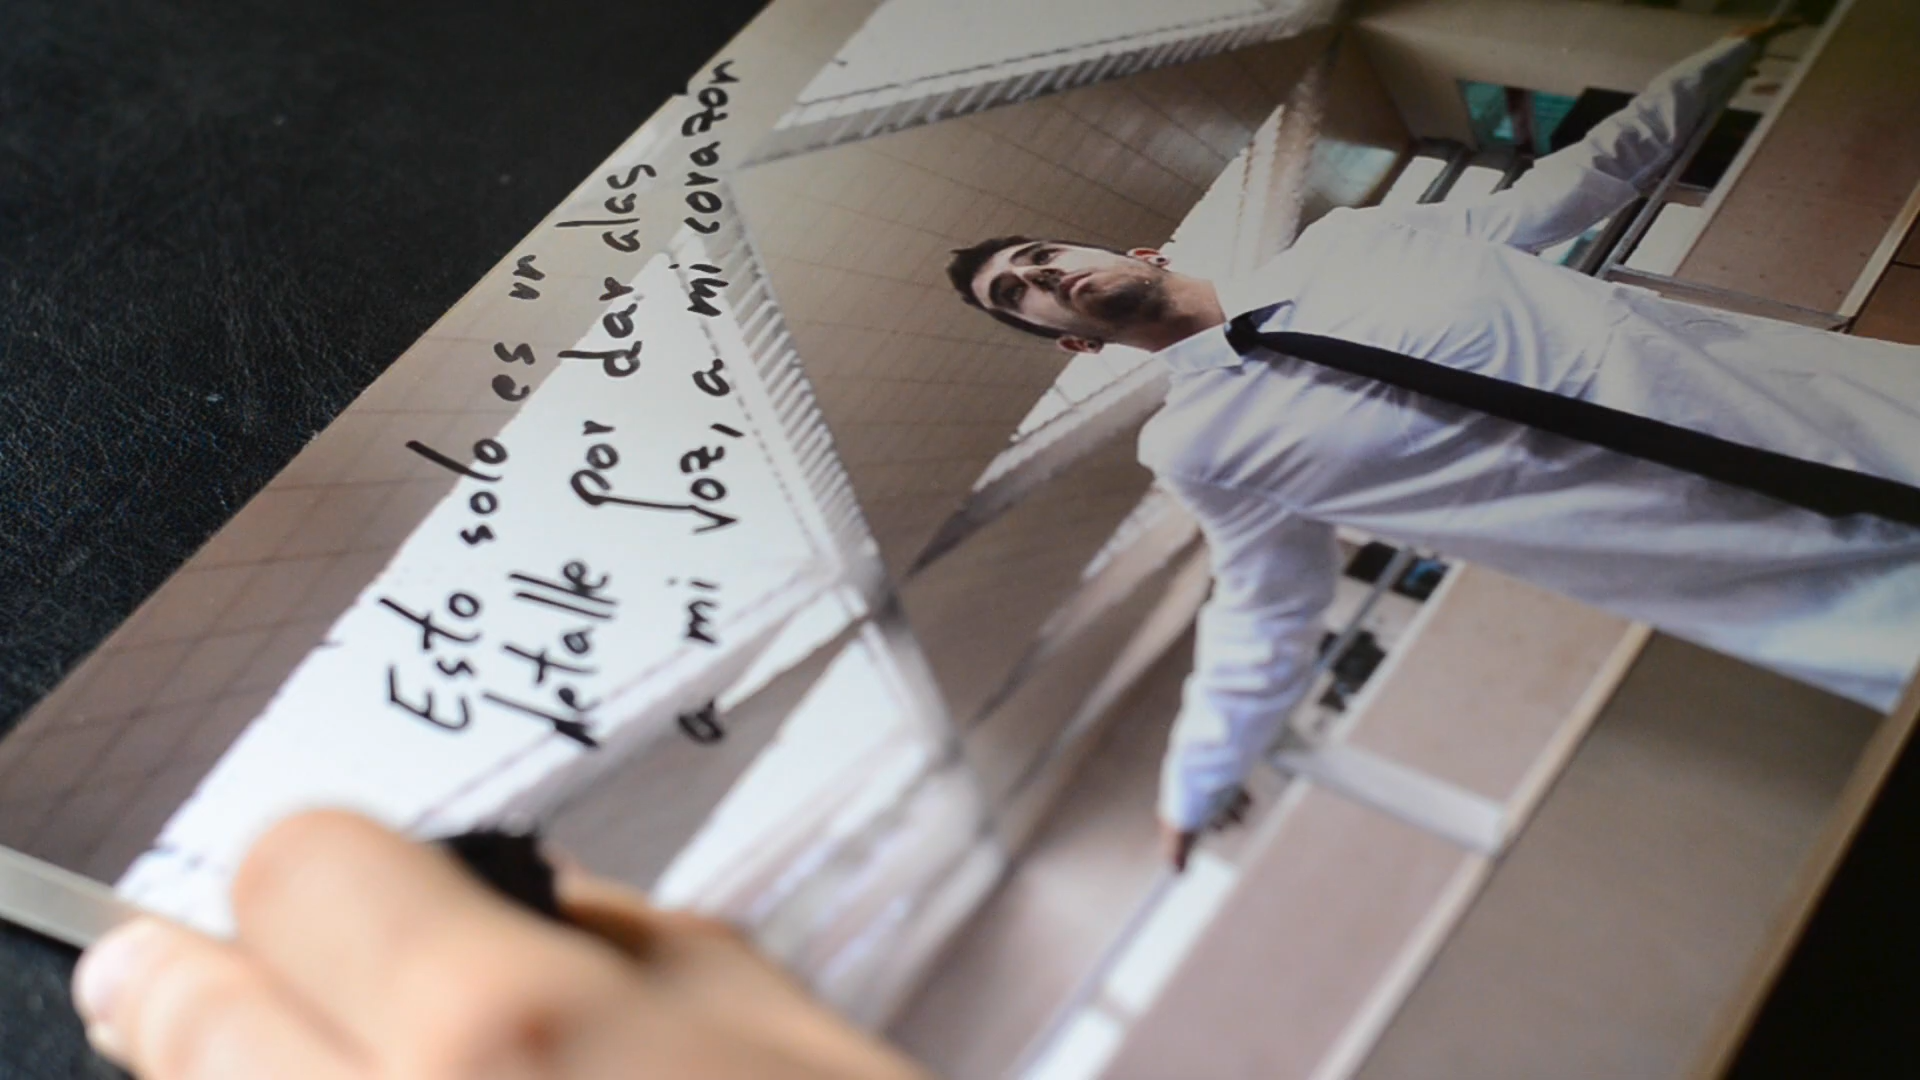 Esto solo es un
detalle por dar alas
a mi voz, a mi corazon